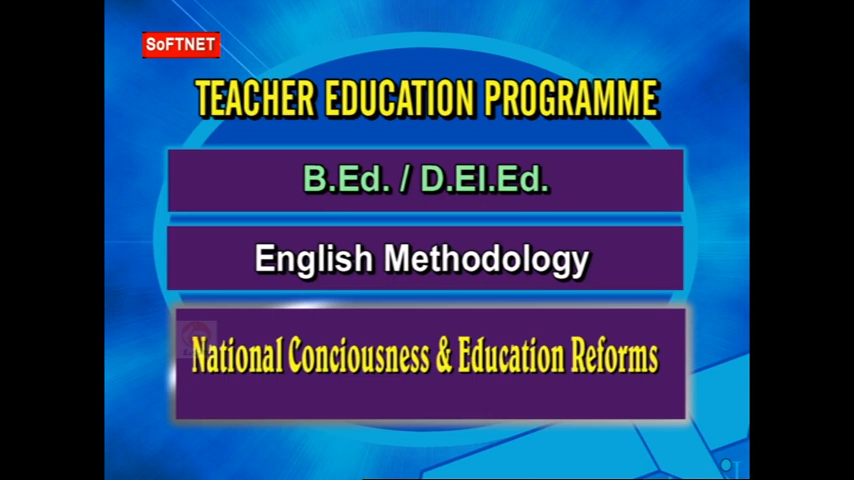 SoFTNET
TEACHER EDUCATION PROGRAMME
B.Ed. / D.El.Ed.
English Methodology
National Conciousness & Education Reforms